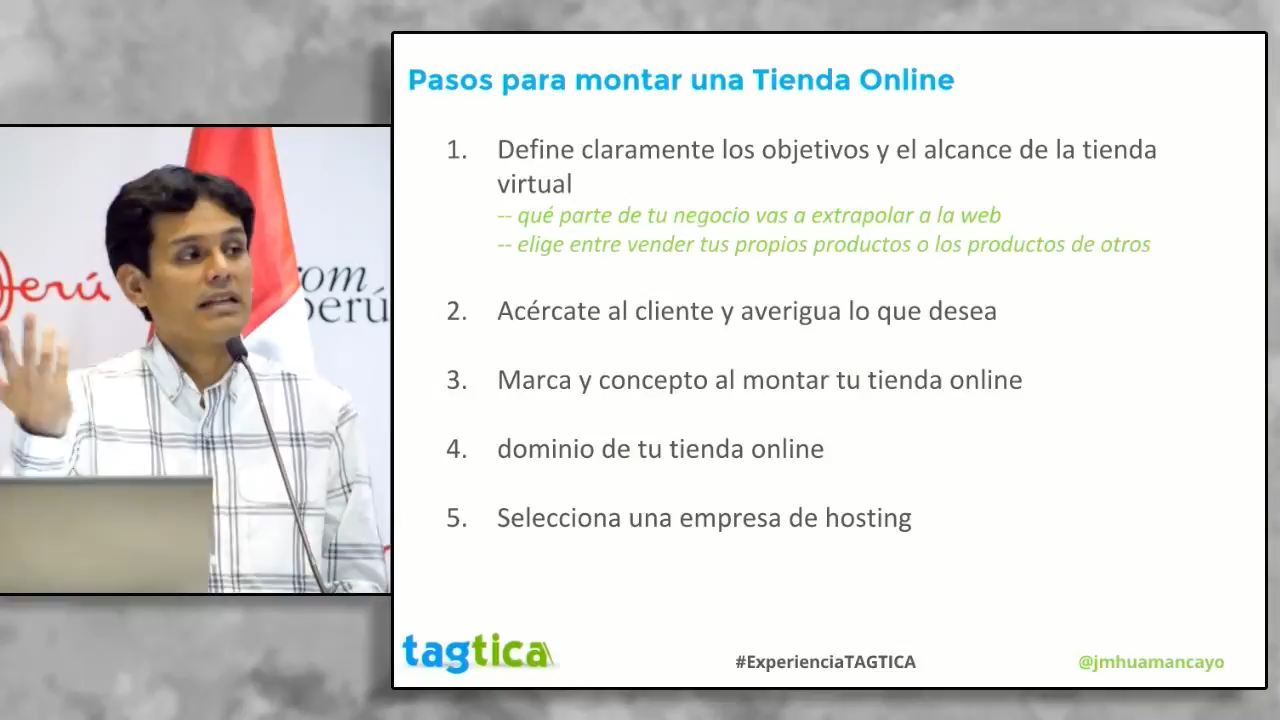 Pasos para montar una Tienda Online
1. Define claramente los objetivos y el alcance de la tienda
virtual
-- qué parte de tu negocio vas a extrapolar a la web
-- elige entre vender tus propios productos o los productos de otros
2. Acércate al cliente y averigua lo que desea
3. Marca y concepto al montar tu tienda online
4. dominio de tu tienda online
5. Selecciona una empresa de hosting
tagtica
#ExperienciaTAGTICA
@jmhuamancayo
perú